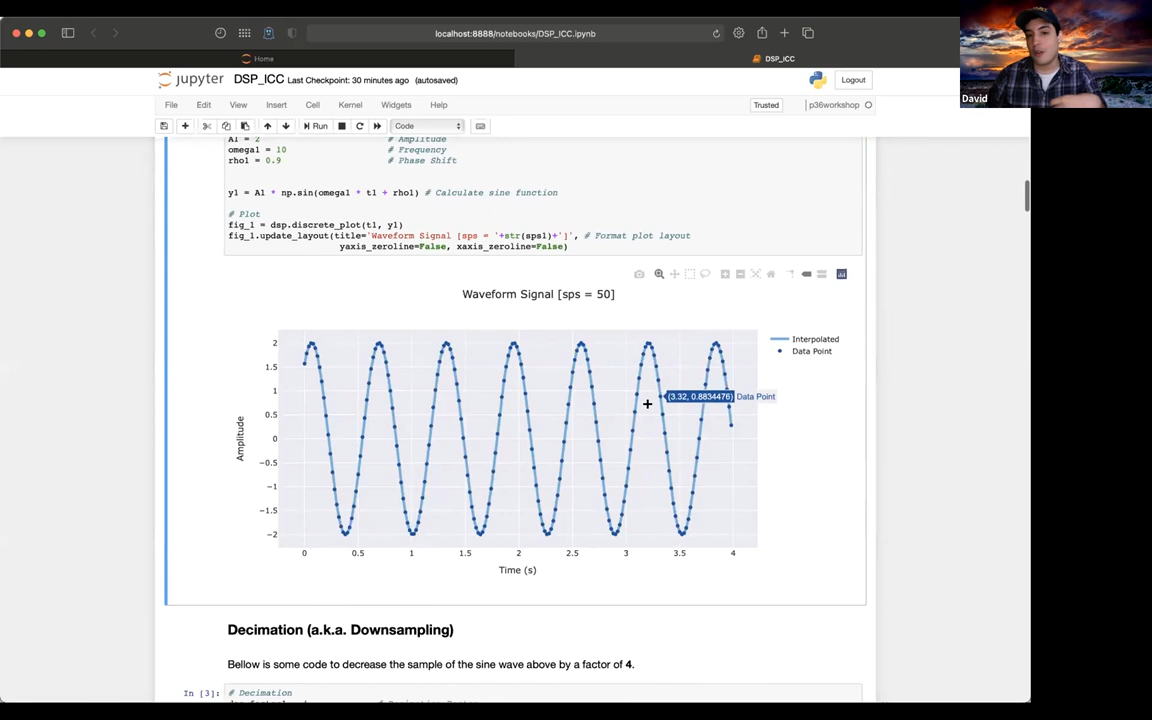 localhost:8888/notebooks/DSP_ICC.ipynb
Home
DSP_ICC
jupyter DSP_ICC Last Checkpoint: 30 minutes ago (autosaved)
Logout
David
File Edit View Insert Cell Kernel Widgets Help
Trusted
p36workshop
Run
Code
A1 = 2 # Amplitude
omega1 = 10 # Frequency
rho1 = 0.9 # Phase Shift
y1 = A1 * np.sin(omega1 * t1 + rho1) # Calculate sine function
# Plot
fig_1 = dsp.discrete_plot(t1, y1)
fig_1.update_layout(title='Waveform Signal [sps = '+str(sps1)+']', # Format plot layout
yaxis_zeroline=False, xaxis_zeroline=False)
Waveform Signal [sps = 50]
Interpolated
Data Point
2
1.5
1
0.5
0
−0.5
−1
−1.5
−2
Amplitude
(3.32, 0.8834476) Data Point
0 0.5 1 1.5 2 2.5 3 3.5 4
Time (s)
Decimation (a.k.a. Downsampling)
Bellow is some code to decrease the sample of the sine wave above by a factor of 4.
In [3]: # Decimation